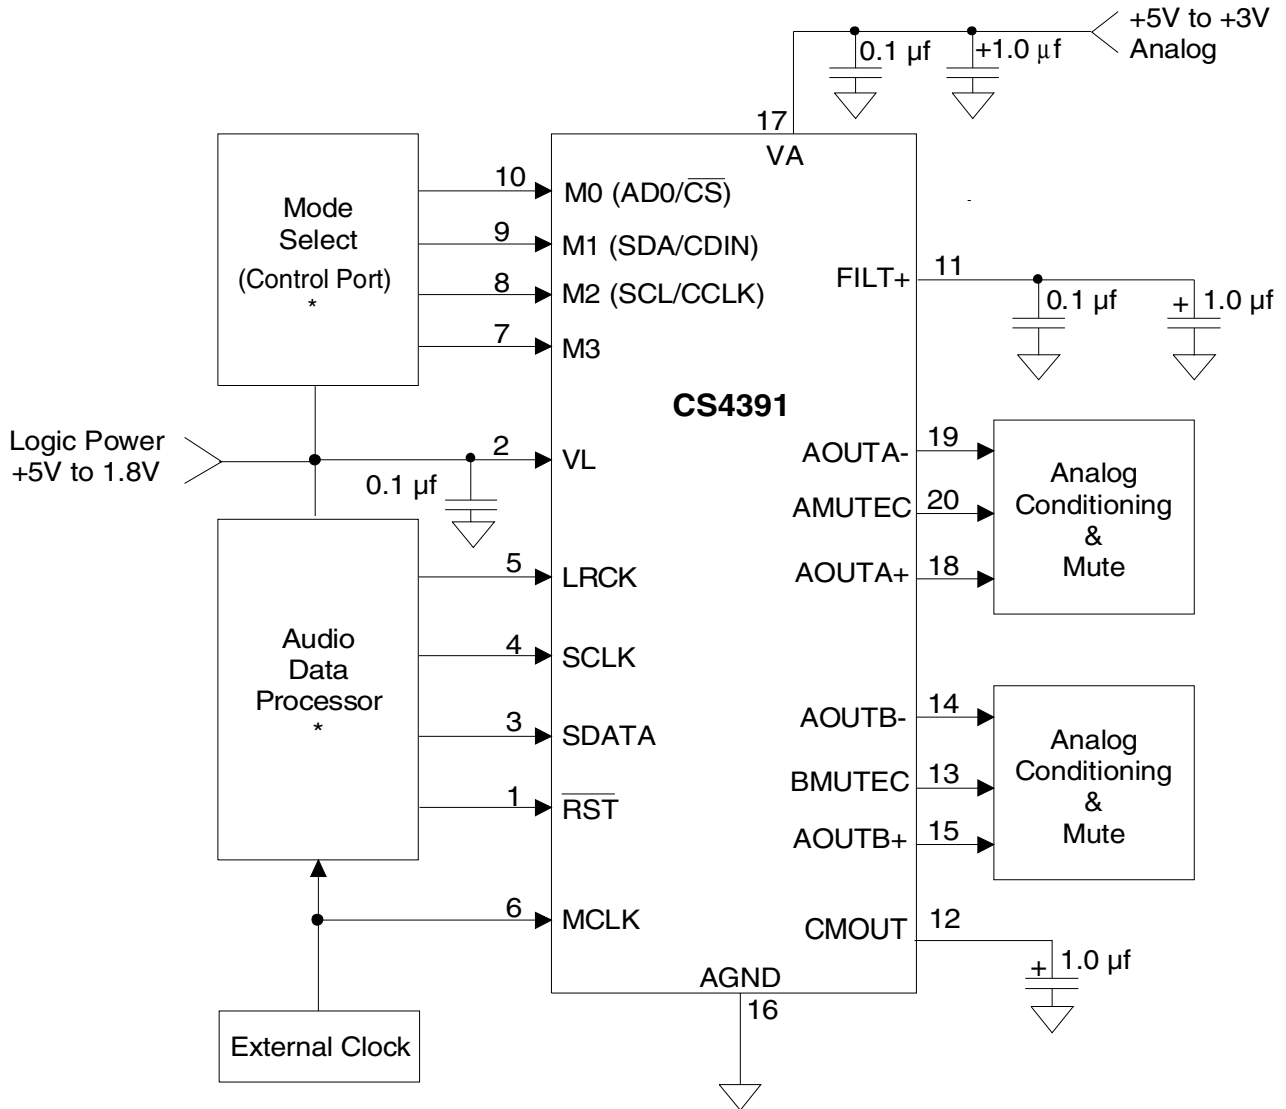 +5V to +3V
Analog
0.1 µf
+1.0 µf
17
VA
Mode
Select
(Control Port)
*
10
M0 (AD0/C̅S̅)
9
M1 (SDA/CDIN)
8
M2 (SCL/CCLK)
7
M3
FILT+
11
0.1 µf
+ 1.0 µf
CS4391
Logic Power
+5V to 1.8V
2
VL
0.1 µf
AOUTA-
19
AMUTEC
20
AOUTA+
18
Analog
Conditioning
&
Mute
Audio
Data
Processor
*
5
LRCK
4
SCLK
3
SDATA
1
R̅S̅T̅
6
MCLK
AOUTB-
14
BMUTEC
13
AOUTB+
15
Analog
Conditioning
&
Mute
CMOUT
12
+ 1.0 µf
AGND
16
External Clock